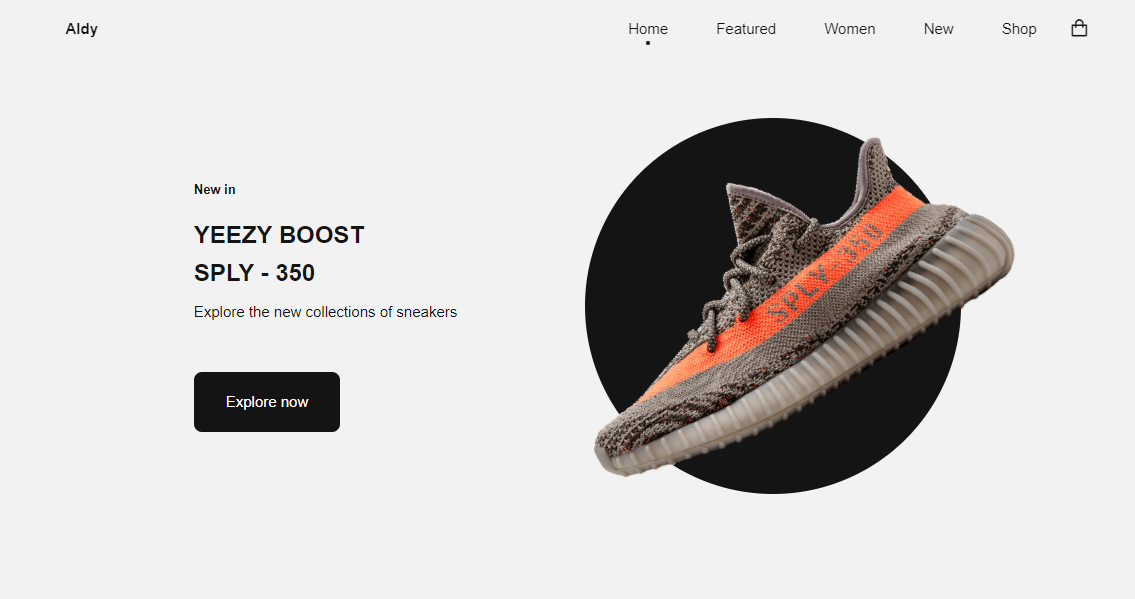 Aldy
Home
Featured
Women
New
Shop
New in
YEEZY BOOST
SPLY - 350
Explore the new collections of sneakers
Explore now
SPLY-350